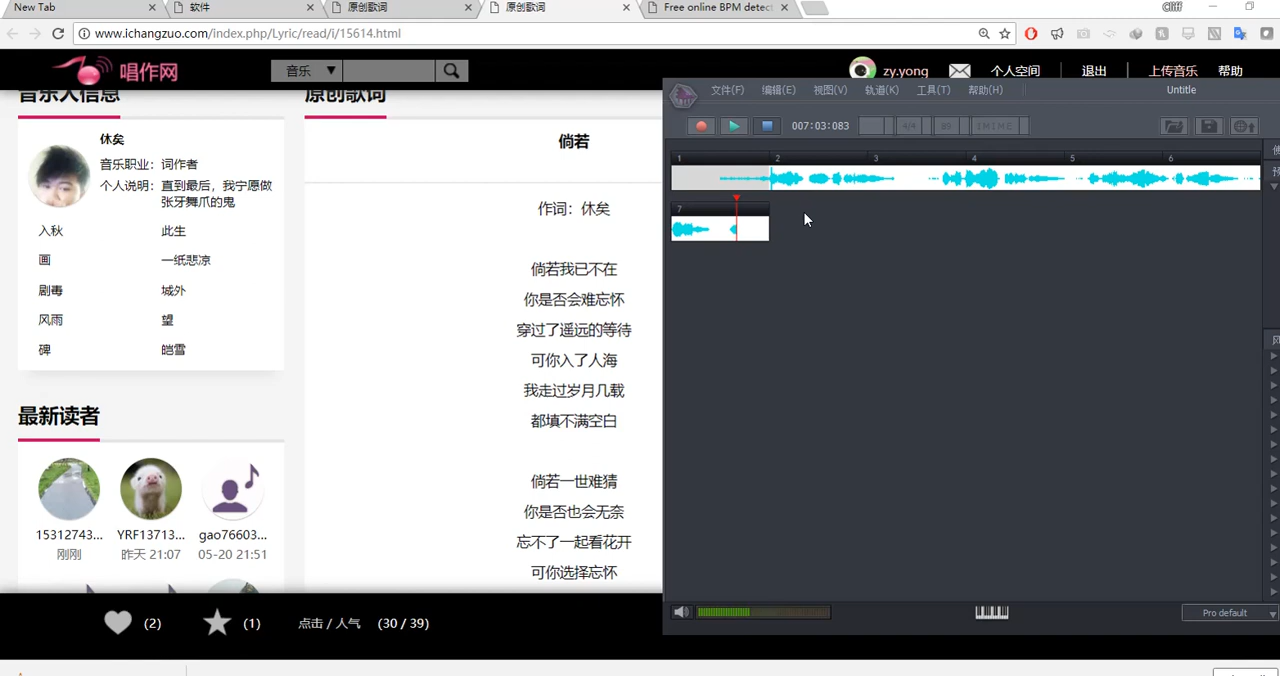 New Tab
软件
原创歌词
原创歌词
Free online BPM detect
Cliff
www.ichangzuo.com/index.php/Lyric/read/i/15614.html
唱作网
音乐
zy.yong
个人空间
退出
上传音乐
帮助
音乐人信息
休矣
音乐职业：词作者
个人说明：直到最后，我宁愿做
张牙舞爪的鬼
入秋
此生
画
一纸悲凉
剧毒
城外
风雨
望
碑
皑雪
最新读者
15312743...
YRF13713...
gao76603...
刚刚
昨天 21:07
05-20 21:51
原创歌词
倘若
作词：休矣
倘若我已不在
你是否会难忘怀
穿过了遥远的等待
可你入了人海
我走过岁月几载
都填不满空白
倘若一世难猜
你是否也会无奈
忘不了一起看花开
可你选择忘怀
(2)
(1)
点击 / 人气
(30 / 39)
文件(F)
编辑(E)
视图(V)
轨道(K)
工具(T)
帮助(H)
Untitle
007:03:083
4/4
89
1 2 3 4 5 6
7
Pro default